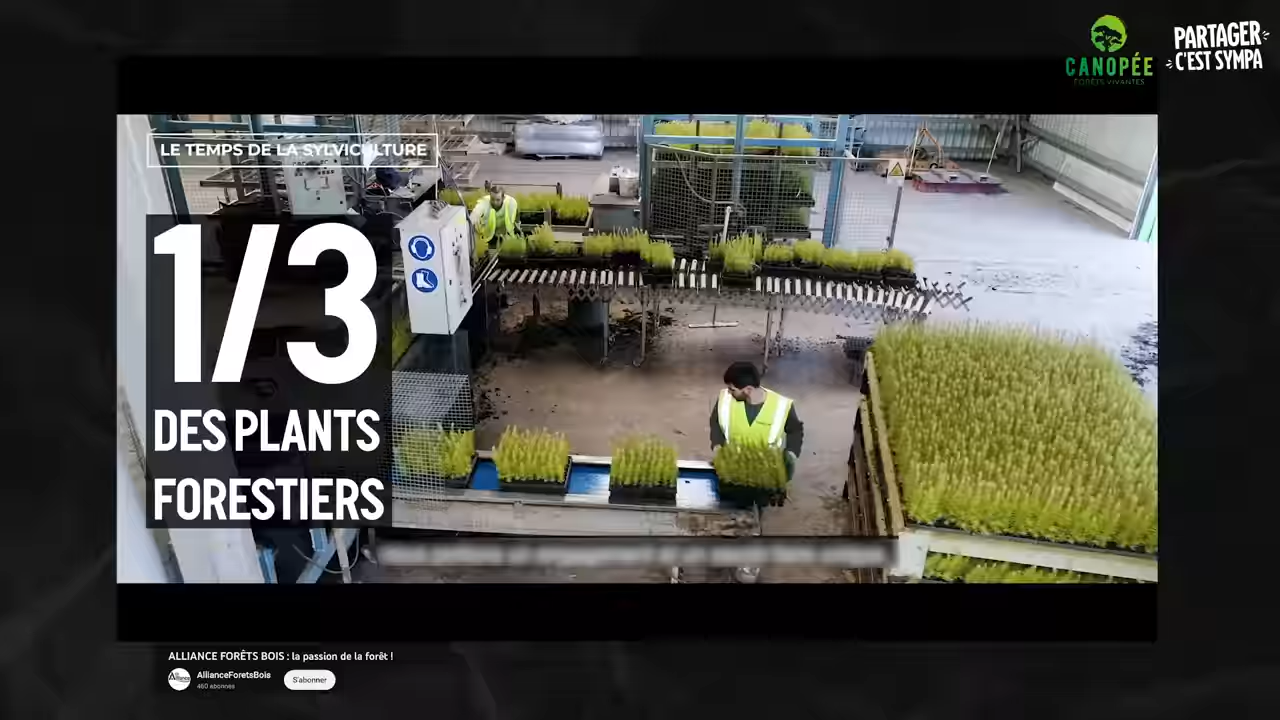 CANOPÉE
FORÊTS VIVANTES
PARTAGER
C'EST SYMPA
LE TEMPS DE LA SYLVICULTURE
1/3
DES PLANTS
FORESTIERS
ALLIANCE FORÊTS BOIS : la passion de la forêt !
AllianceForetsBois
460 abonnés
S'abonner